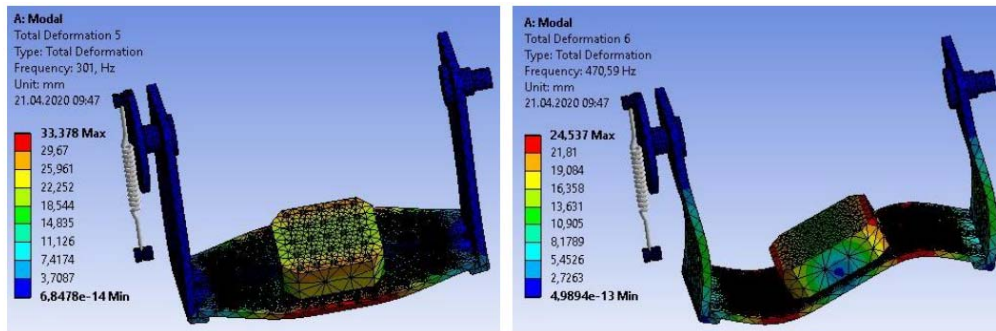 A: Modal
Total Deformation 5
Type: Total Deformation
Frequency: 301, Hz
Unit: mm
21.04.2020 09:47
33,378 Max
29,67
25,961
22,252
18,544
14,835
11,126
7,4174
3,7087
6,8478e-14 Min
A: Modal
Total Deformation 6
Type: Total Deformation
Frequency: 470,59 Hz
Unit: mm
21.04.2020 09:47
24,537 Max
21,81
19,084
16,358
13,631
10,905
8,1789
5,4526
2,7263
4,9894e-13 Min